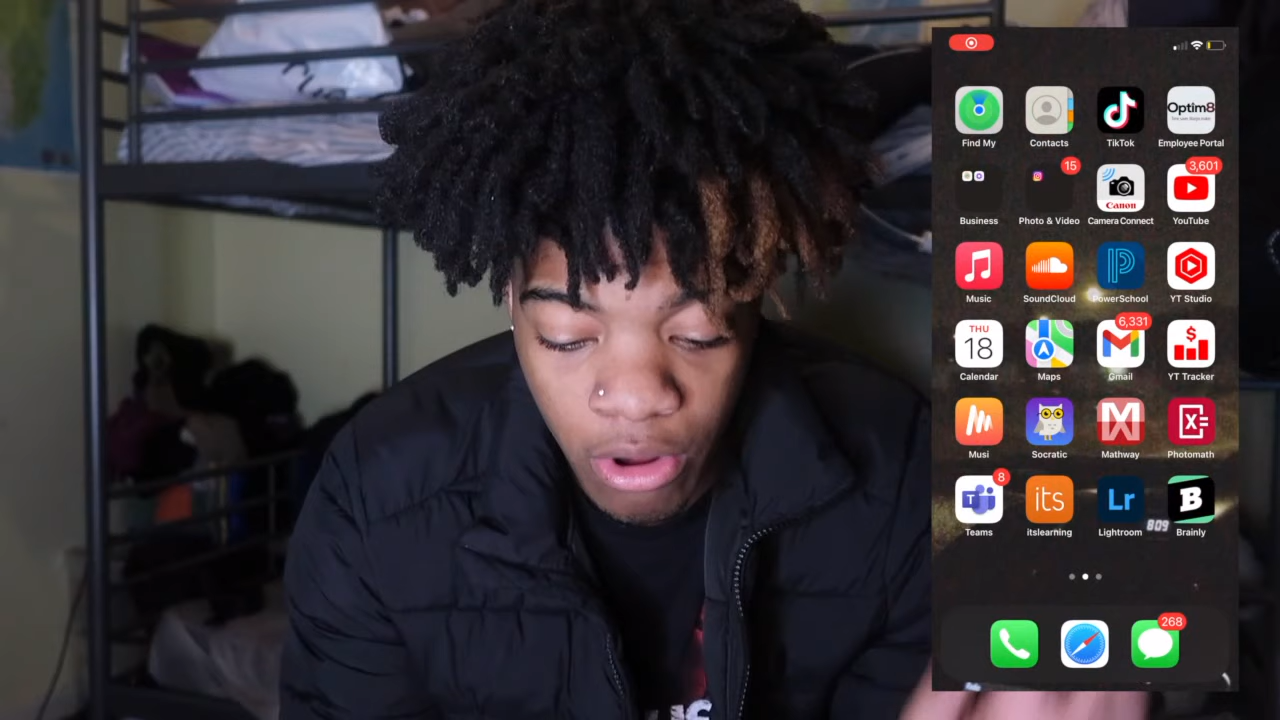 Find My
Contacts
TikTok
Optim8
Employee Portal
15
3,601
Business
Photo & Video
Canon
Camera Connect
YouTube
Music
SoundCloud
PowerSchool
YT Studio
THU
18
6,331
$
Calendar
Maps
Gmail
YT Tracker
Musi
Socratic
Mathway
Photomath
8
T
its
Lr
B
809
Teams
itslearning
Lightroom
Brainly
268